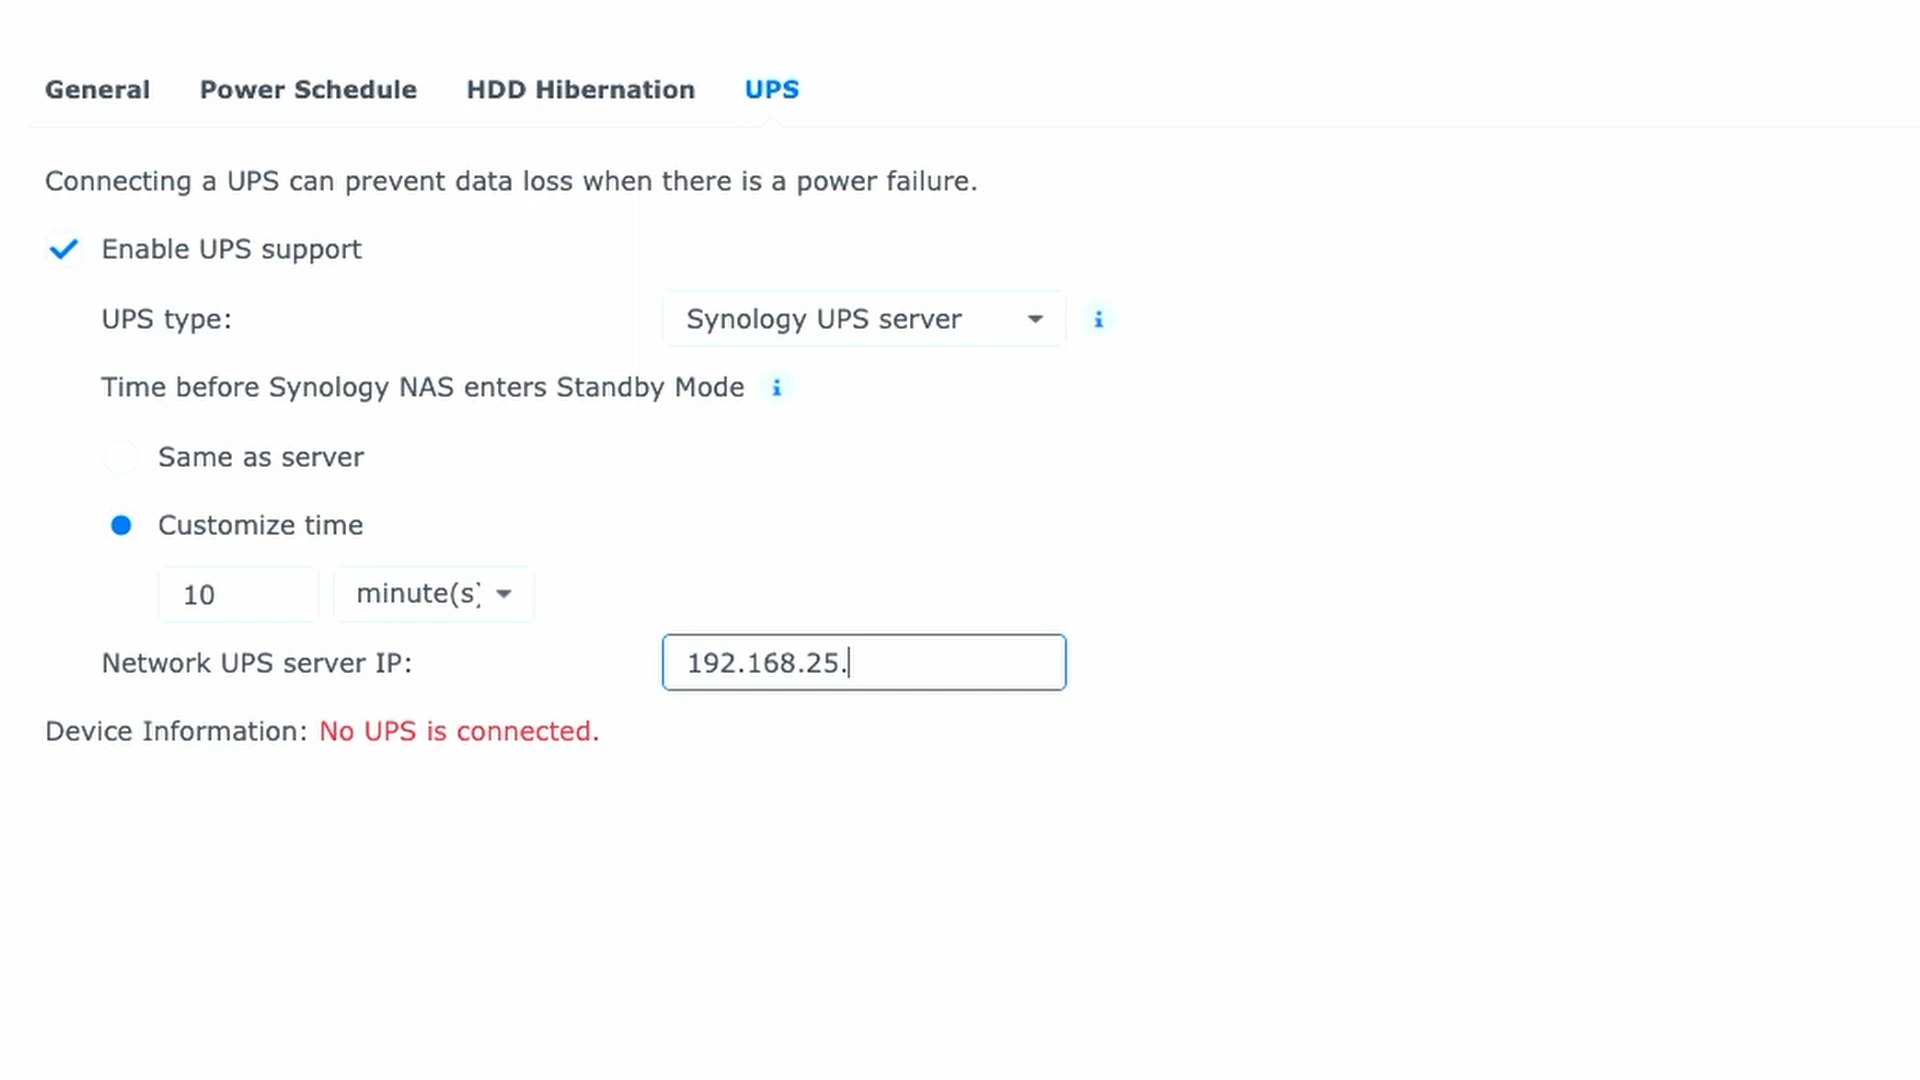 General Power Schedule HDD Hibernation UPS
Connecting a UPS can prevent data loss when there is a power failure.
Enable UPS support
UPS type: Synology UPS server
Time before Synology NAS enters Standby Mode
Same as server
Customize time
10 minute(s)
Network UPS server IP: 192.168.25.
Device Information: No UPS is connected.